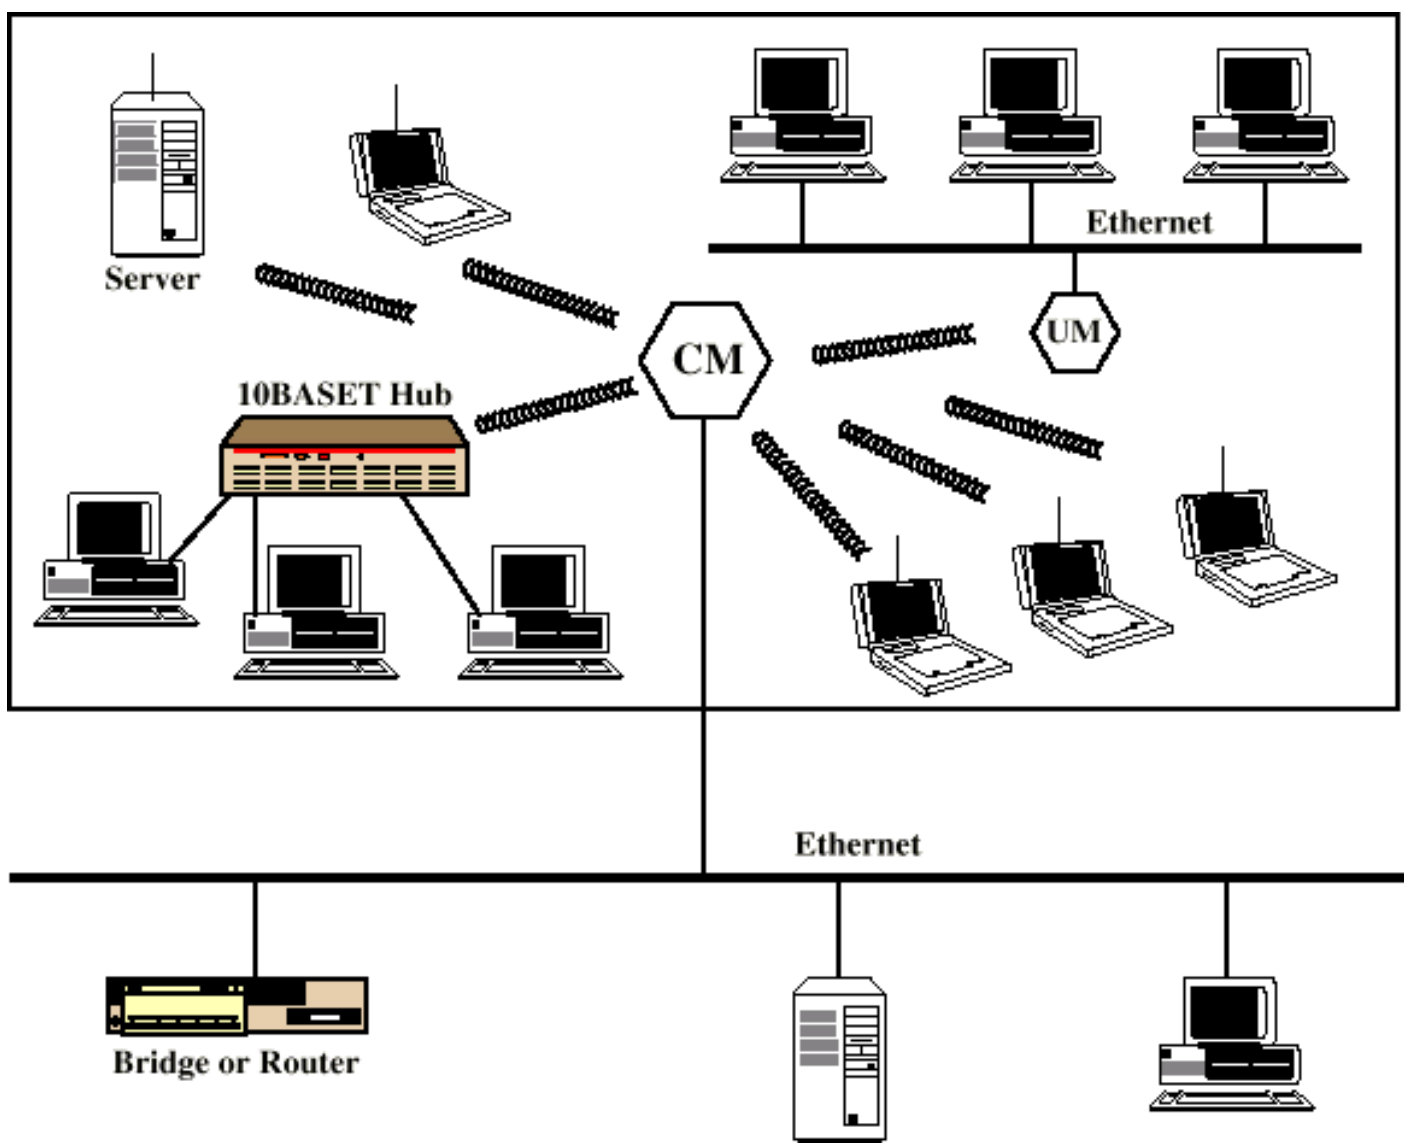 Ethernet
Server
UM
CM
10BASET Hub
Ethernet
Bridge or Router